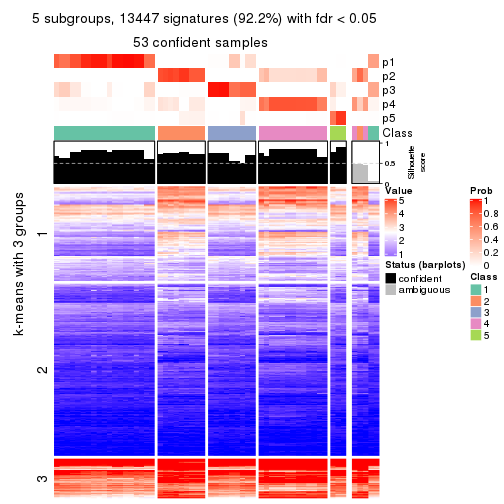 5 subgroups, 13447 signatures (92.2%) with fdr < 0.05
53 confident samples
p1
p2
p3
p4
p5
Class
1
0.5
0
Silhouette
score
k-means with 3 groups
1
2
3
Value
5
4
3
2
1
Status (barplots)
confident
ambiguous
Prob
1
0.8
0.6
0.4
0.2
0
Class
1
2
3
4
5